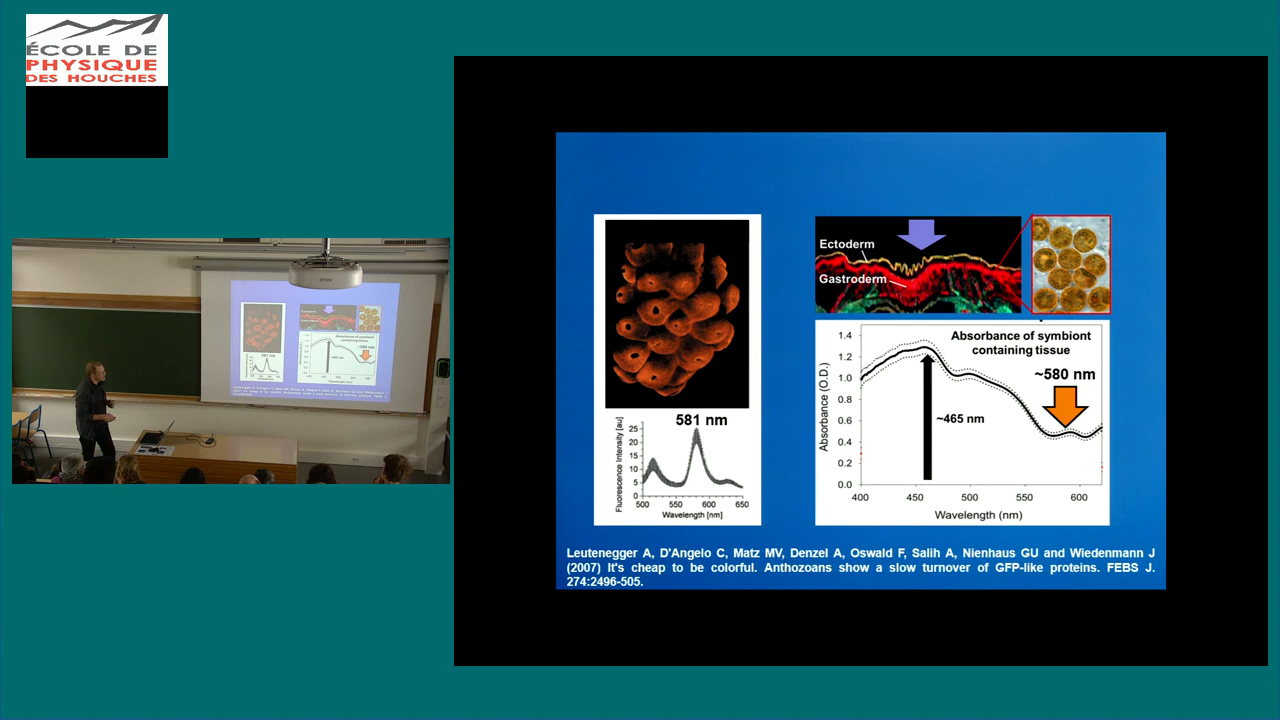 ÉCOLE DE
PHYSIQUE
DES HOUCHES
581 nm
Fluorescence Intensity [au]
25
20
15
10
5
0
500 550 600 650
Wavelength [nm]
Ectoderm
Gastroderm
Absorbance of symbiont
containing tissue
~580 nm
~465 nm
Absorbance (O.D.)
1.4
1.2
1.0
0.8
0.6
0.4
0.2
0.0
400 450 500 550 600
Wavelength (nm)
Leutenegger A, D'Angelo C, Matz MV, Denzel A, Oswald F, Salih A, Nienhaus GU and Wiedenmann J
(2007) It's cheap to be colorful. Anthozoans show a slow turnover of GFP-like proteins. FEBS J.
274:2496-505.